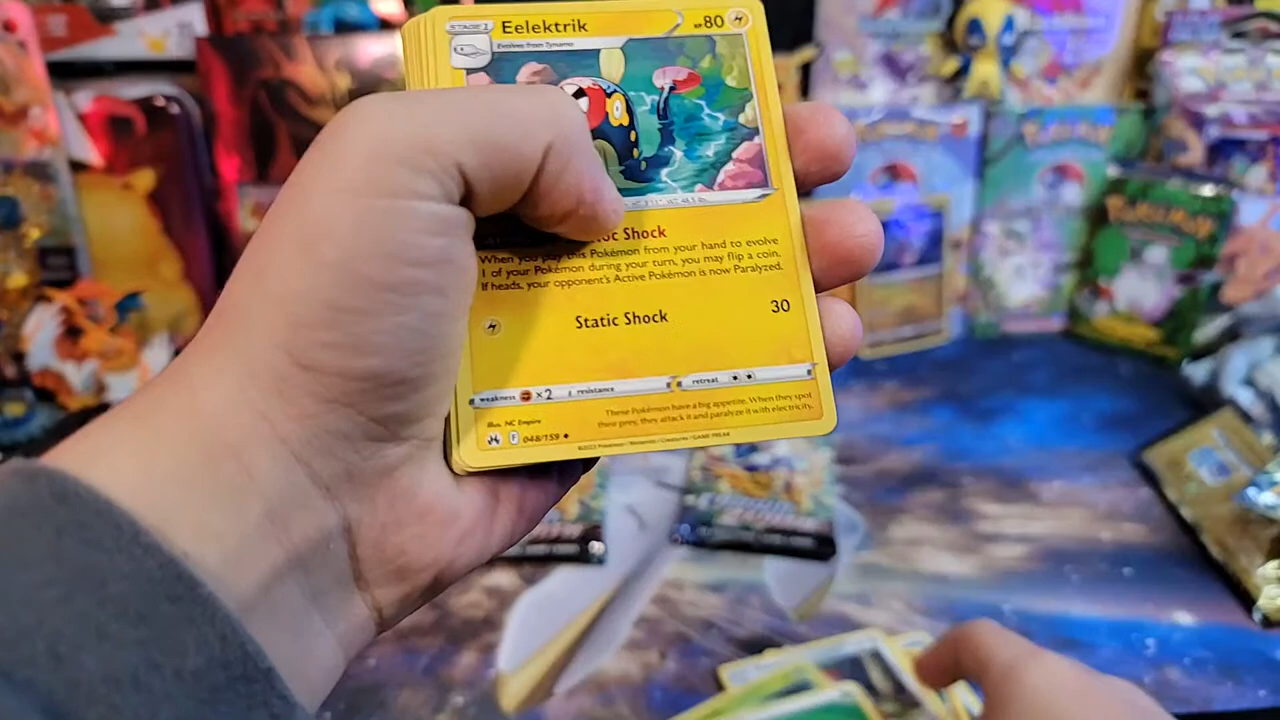 STAGE 1 Eelektrik HP 80
Evolves from Tynamo
Shock
When you play this Pokémon from your hand to evolve
1 of your Pokémon during your turn, you may flip a coin.
If heads, your opponent's Active Pokémon is now Paralyzed.
Static Shock 30
weakness ×2 resistance retreat
These Pokémon have a big appetite. When they spot
their prey, they attack it and paralyze it with electricity.
Illus. NC Empire
F 048/159
©2023 Pokémon / Nintendo / Creatures / GAME FREAK
POKÉMON